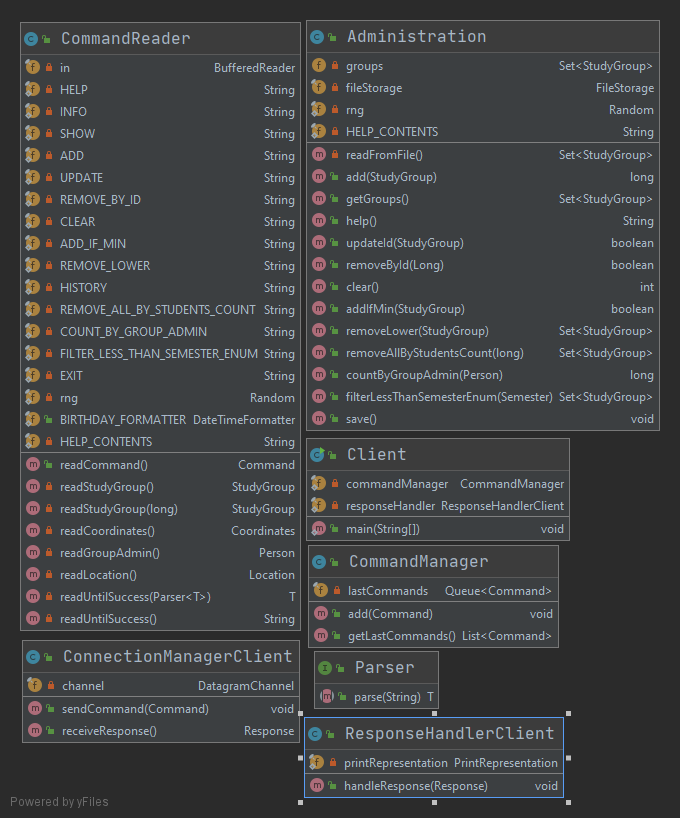 CommandReader
in BufferedReader
HELP String
INFO String
SHOW String
ADD String
UPDATE String
REMOVE_BY_ID String
CLEAR String
ADD_IF_MIN String
REMOVE_LOWER String
HISTORY String
REMOVE_ALL_BY_STUDENTS_COUNT String
COUNT_BY_GROUP_ADMIN String
FILTER_LESS_THAN_SEMESTER_ENUM String
EXIT String
rng Random
BIRTHDAY_FORMATTER DateTimeFormatter
HELP_CONTENTS String
readCommand() Command
readStudyGroup() StudyGroup
readStudyGroup(long) StudyGroup
readCoordinates() Coordinates
readGroupAdmin() Person
readLocation() Location
readUntilSuccess(Parser<T>) T
readUntilSuccess() String
ConnectionManagerClient
channel DatagramChannel
sendCommand(Command) void
receiveResponse() Response
Administration
groups Set<StudyGroup>
fileStorage FileStorage
rng Random
HELP_CONTENTS String
readFromFile() Set<StudyGroup>
add(StudyGroup) long
getGroups() Set<StudyGroup>
help() String
updateId(StudyGroup) boolean
removeById(Long) boolean
clear() int
addIfMin(StudyGroup) boolean
removeLower(StudyGroup) Set<StudyGroup>
removeAllByStudentsCount(long) Set<StudyGroup>
countByGroupAdmin(Person) long
filterLessThanSemesterEnum(Semester) Set<StudyGroup>
save() void
Client
commandManager CommandManager
responseHandler ResponseHandlerClient
main(String[]) void
CommandManager
lastCommands Queue<Command>
add(Command) void
getLastCommands() List<Command>
Parser
parse(String) T
ResponseHandlerClient
printRepresentation PrintRepresentation
handleResponse(Response) void
Powered by yFiles